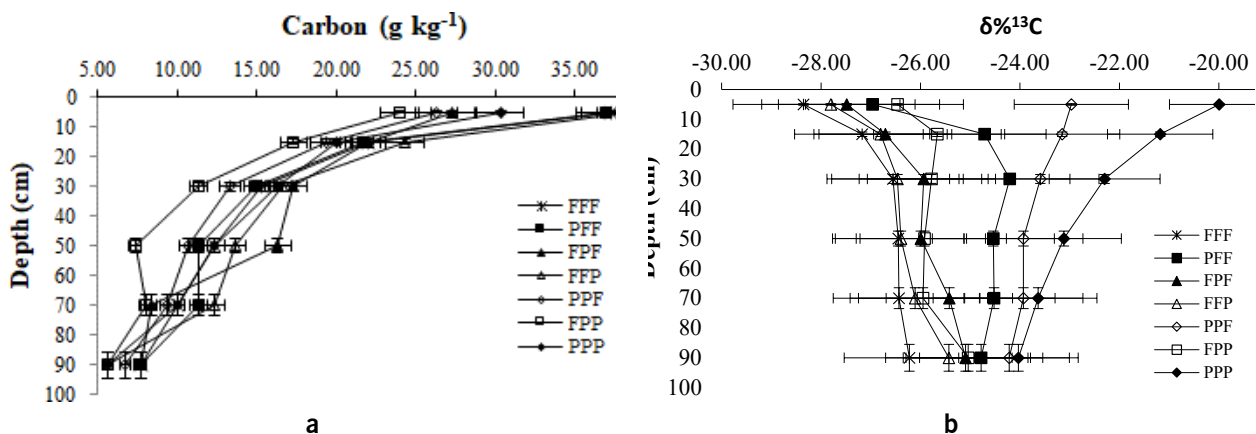 Carbon (g kg-1)
5.00 10.00 15.00 20.00 25.00 30.00 35.00
0
10
20
30
40
50
60
70
80
90
100
Depth (cm)
FFF
PFF
FPF
FFP
PPF
FPP
PPP
a
δ%13C
-30.00 -28.00 -26.00 -24.00 -22.00 -20.00
0
10
20
30
40
50
60
70
80
90
100
Depth (cm)
FFF
PFF
FPF
FFP
PPF
FPP
PPP
b